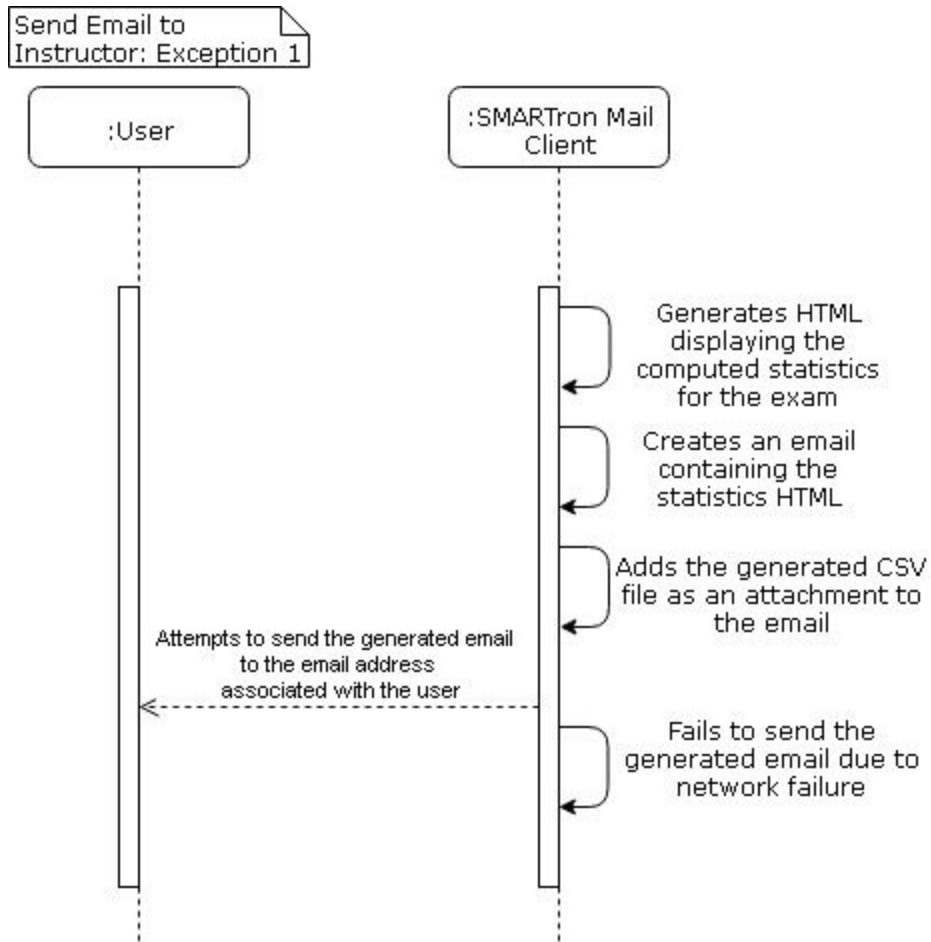 Send Email to
Instructor: Exception 1
:User
:SMARTron Mail
Client
Generates HTML
displaying the
computed statistics
for the exam
Creates an email
containing the
statistics HTML
Adds the generated CSV
file as an attachment to
the email
Attempts to send the generated email
to the email address
associated with the user
Fails to send the
generated email due to
network failure